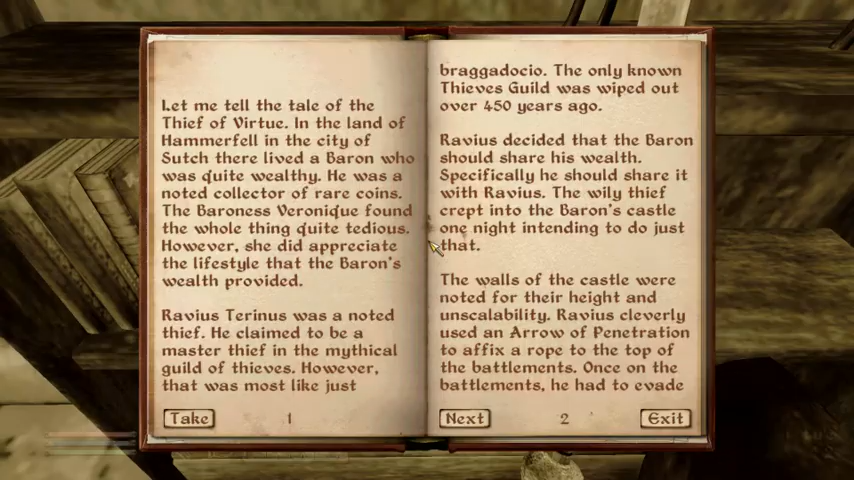 Let me tell the tale of the
Thief of Virtue. In the land of
Hammerfell in the city of
Sutch there lived a Baron who
was quite wealthy. He was a
noted collector of rare coins.
The Baroness Veronique found
the whole thing quite tedious.
However, she did appreciate
the lifestyle that the Baron's
wealth provided.
Ravius Terinus was a noted
thief. He claimed to be a
master thief in the mythical
guild of thieves. However,
that was most like just
Take
1
braggadocio. The only known
Thieves Guild was wiped out
over 450 years ago.
Ravius decided that the Baron
should share his wealth.
Specifically he should share it
with Ravius. The wily thief
crept into the Baron's castle
one night intending to do just
that.
The walls of the castle were
noted for their height and
unscalability. Ravius cleverly
used an Arrow of Penetration
to affix a rope to the top of
the battlements. Once on the
battlements, he had to evade
Next
2
Exit